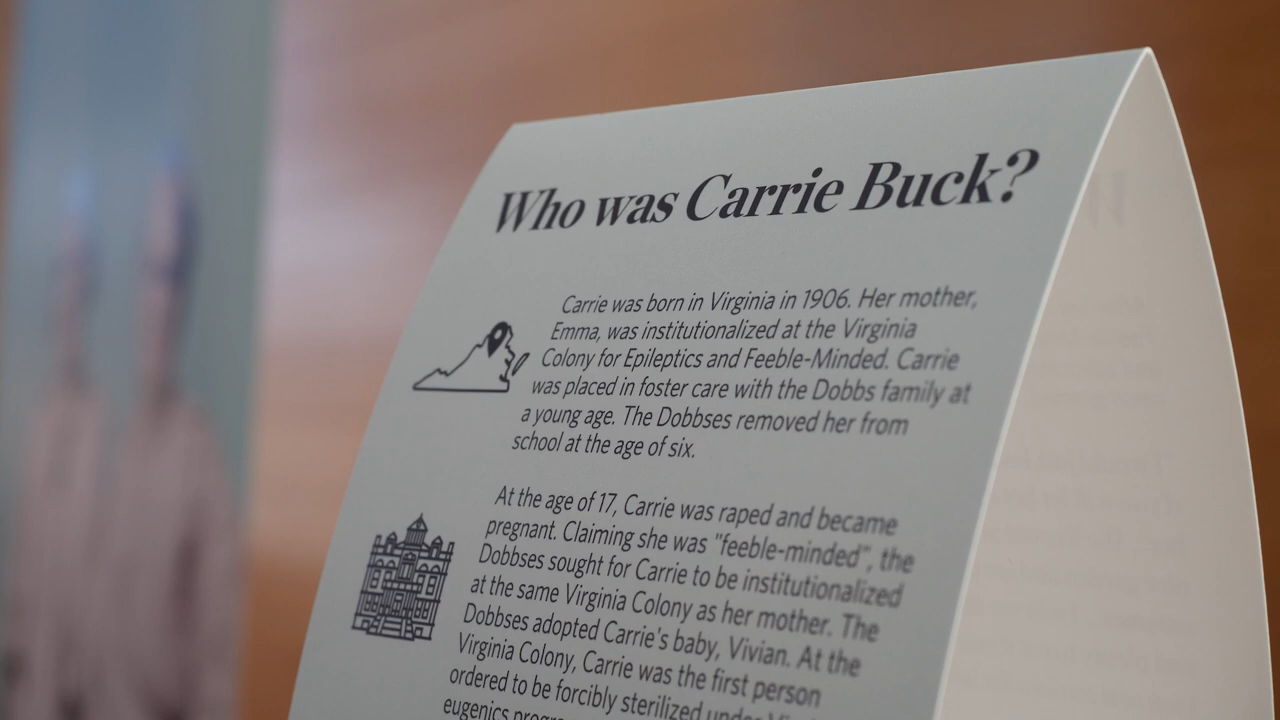 Who was Carrie Buck?
Carrie was born in Virginia in 1906. Her mother,
Emma, was institutionalized at the Virginia
Colony for Epileptics and Feeble-Minded. Carrie
was placed in foster care with the Dobbs family at
a young age. The Dobbses removed her from
school at the age of six.
At the age of 17, Carrie was raped and became
pregnant. Claiming she was "feeble-minded", the
Dobbses sought for Carrie to be institutionalized
at the same Virginia Colony as her mother. The
Dobbses adopted Carrie's baby, Vivian. At the
Virginia Colony, Carrie was the first person
ordered to be forcibly sterilized under
eugenics